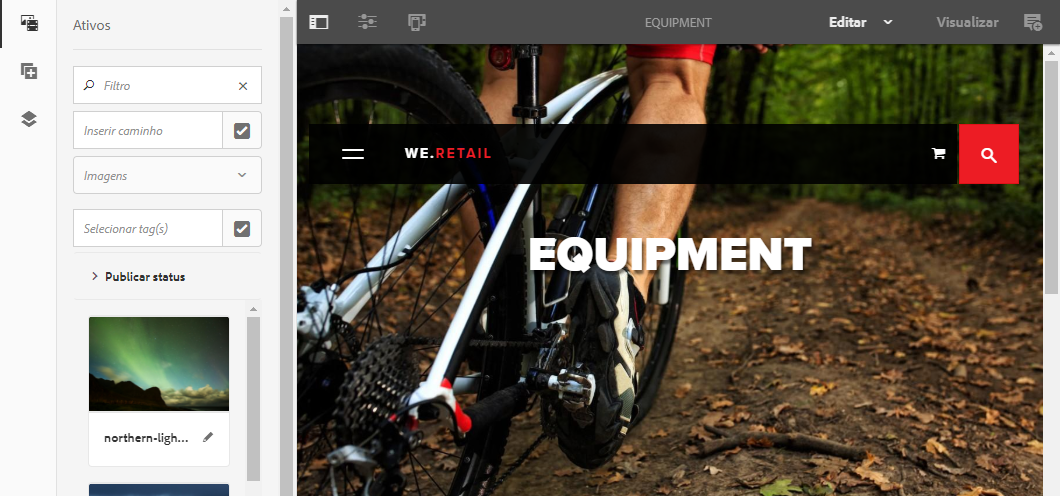 Ativos
Filtro
Inserir caminho
Imagens
Selecionar tag(s)
Publicar status
northern-ligh...
EQUIPMENT
Editar
Visualizar
WE.RETAIL
EQUIPMENT